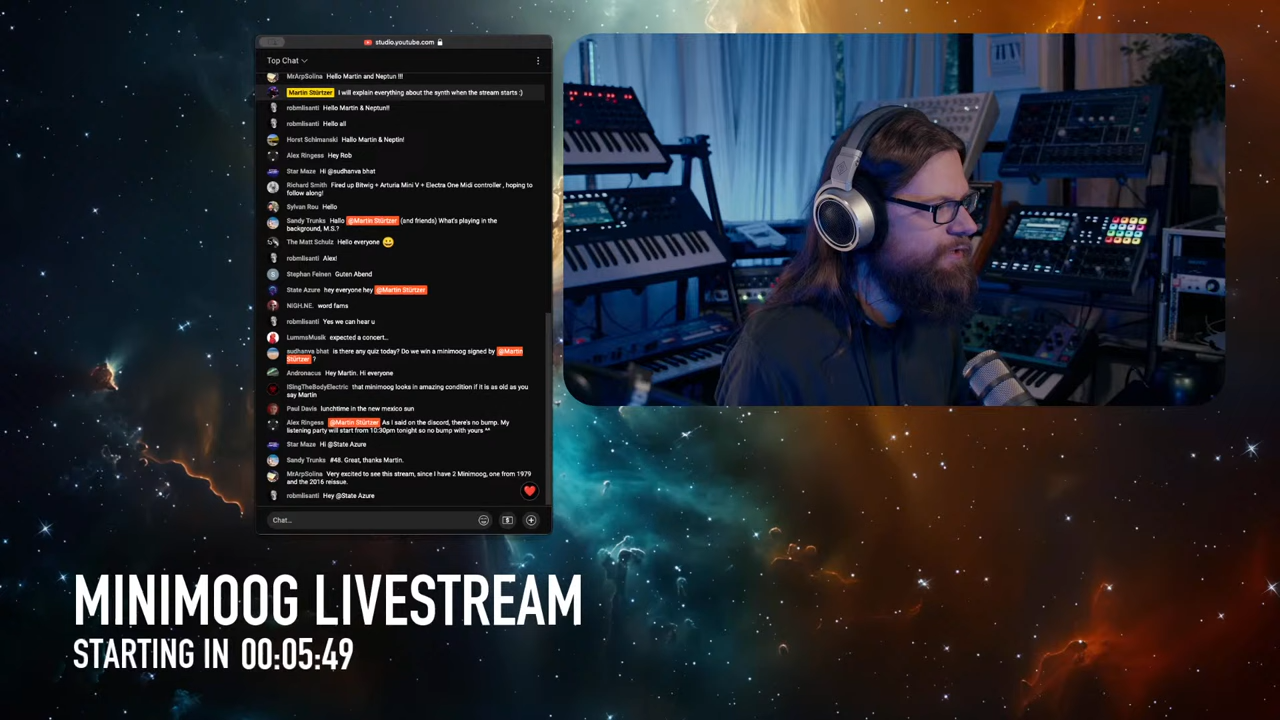 studio.youtube.com
Top Chat
MrArpSolina Hello Martin and Neptun !!!
Martin Stürtzer I will explain everything about the synth when the stream starts :)
robmlisanti Hello Martin & Neptun!!
robmlisanti Hello all
Horst Schimanski Hallo Martin & Neptin!
Alex Ringess Hey Rob
Star Maze Hi @sudhanva bhat
Richard Smith Fired up Bitwig + Arturia Mini V + Electra One Midi controller , hoping to
follow along!
Sylvan Rou Hello
Sandy Trunks Hallo @Martin Stürtzer (and friends) What's playing in the
background, M.S.?
The Matt Schulz Hello everyone 😃
robmlisanti Alex!
S Stephan Feinen Guten Abend
State Azure hey everyone hey @Martin Stürtzer
NIGH.NE. word fams
robmlisanti Yes we can hear u
LummsMusik expected a concert...
sudhanva bhat is there any quiz today? Do we win a minimoog signed by @Martin
Stürtzer ?
Andronacus Hey Martin. Hi everyone
ISingTheBodyElectric that minimoog looks in amazing condition if it is as old as you
say Martin
Paul Davis lunchtime in the new mexico sun
Alex Ringess @Martin Stürtzer As I said on the discord, there's no bump. My
listening party will start from 10:30pm tonight so no bump with yours ^^
Star Maze Hi @State Azure
Sandy Trunks #48. Great, thanks Martin.
MrArpSolina Very excited to see this stream, since I have 2 Minimoog, one from 1979
and the 2016 reissue.
robmlisanti Hey @State Azure
Chat...
MINIMOOG LIVESTREAM
STARTING IN 00:05:49